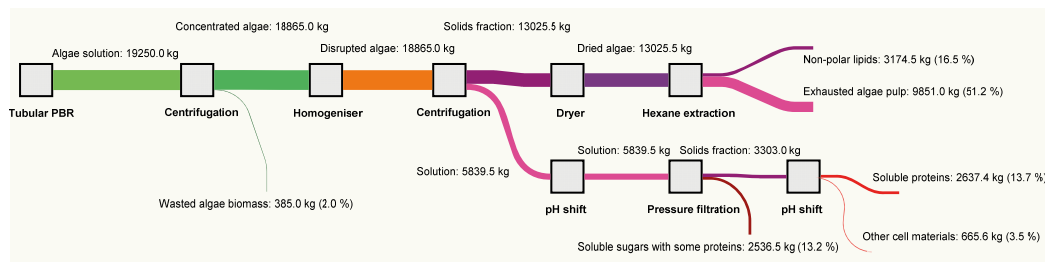 Concentrated algae: 18865.0 kg
Solids fraction: 13025.5 kg
Algae solution: 19250.0 kg
Disrupted algae: 18865.0 kg
Dried algae: 13025.5 kg
Non-polar lipids: 3174.5 kg (16.5 %)
Exhausted algae pulp: 9851.0 kg (51.2 %)
Tubular PBR
Centrifugation
Homogeniser
Centrifugation
Dryer
Hexane extraction
Solution: 5839.5 kg
Solids fraction: 3303.0 kg
Solution: 5839.5 kg
Soluble proteins: 2637.4 kg (13.7 %)
Wasted algae biomass: 385.0 kg (2.0 %)
pH shift
Pressure filtration
pH shift
Other cell materials: 665.6 kg (3.5 %)
Soluble sugars with some proteins: 2536.5 kg (13.2 %)